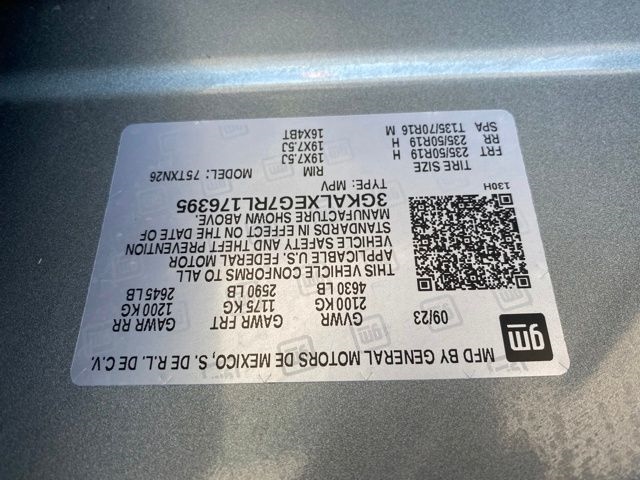 MFD BY GENERAL MOTORS DE MEXICO, S. DE R.L. DE C.V.
gm
09/23
GVWR GAWR FRT GAWR RR
2100 KG 1175 KG 1200 KG
4630 LB 2590 LB 2645 LB
THIS VEHICLE CONFORMS TO ALL
APPLICABLE U.S. FEDERAL MOTOR
VEHICLE SAFETY AND THEFT PREVENTION
STANDARDS IN EFFECT ON THE DATE OF
MANUFACTURE SHOWN ABOVE.
3GKALXEG7RL176395
130H TYPE: MPV MODEL: 7STXN26
TIRE SIZE RIM
FRT 235/50R19 H 19X7.5J
RR 235/50R19 H 19X7.5J
SPA T135/70R16 M 16X4BT